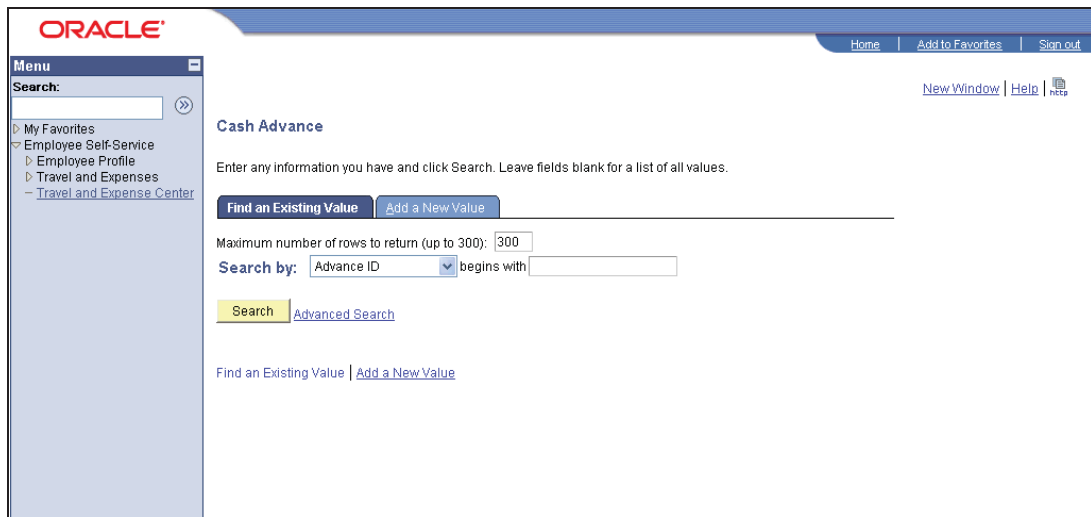 ORACLE®
Home | Add to Favorites | Sign out
Menu
Search:
New Window | Help | http
My Favorites
Employee Self-Service
Employee Profile
Travel and Expenses
Travel and Expense Center
Cash Advance
Enter any information you have and click Search. Leave fields blank for a list of all values.
Find an Existing Value Add a New Value
Maximum number of rows to return (up to 300): 300
Search by: Advance ID begins with
Search Advanced Search
Find an Existing Value | Add a New Value